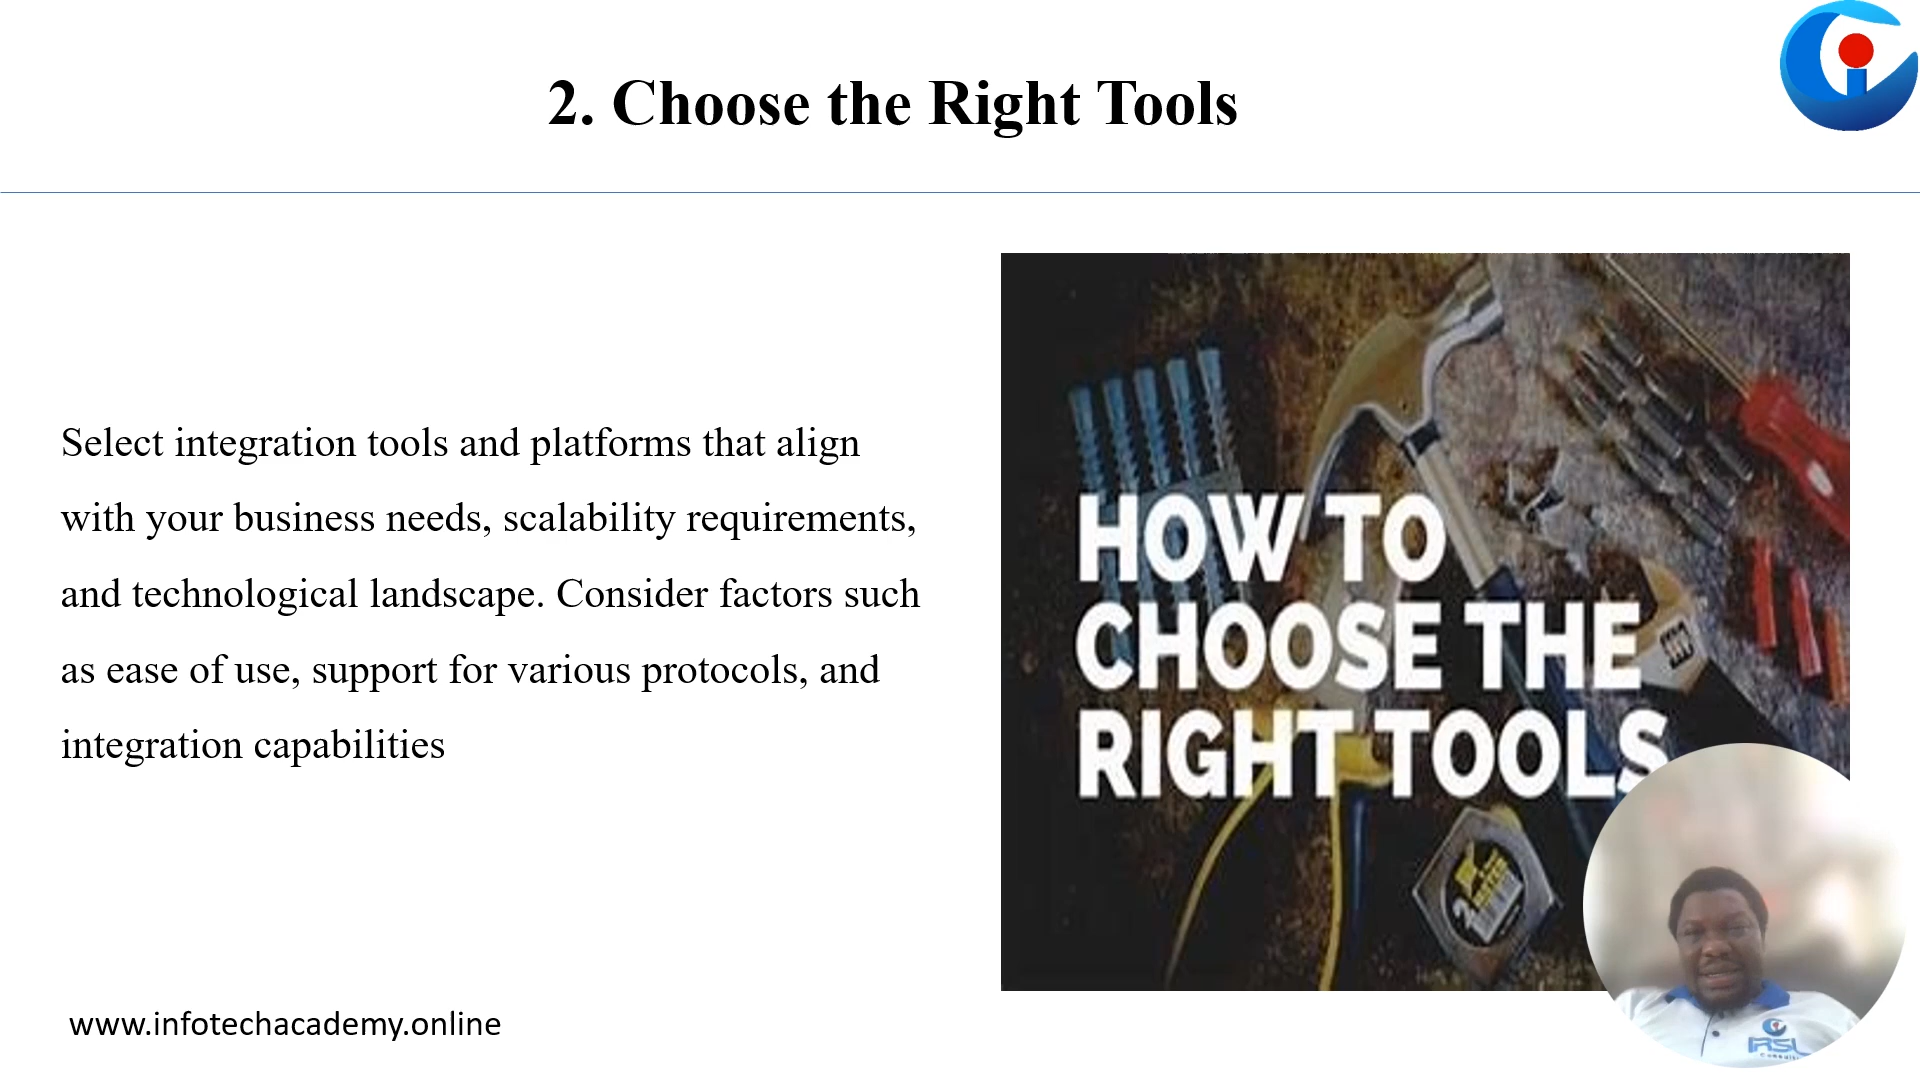 2. Choose the Right Tools
Select integration tools and platforms that align
with your business needs, scalability requirements,
and technological landscape. Consider factors such
as ease of use, support for various protocols, and
integration capabilities
HOW TO
CHOOSE THE
RIGHT TOOLS
www.infotechacademy.online